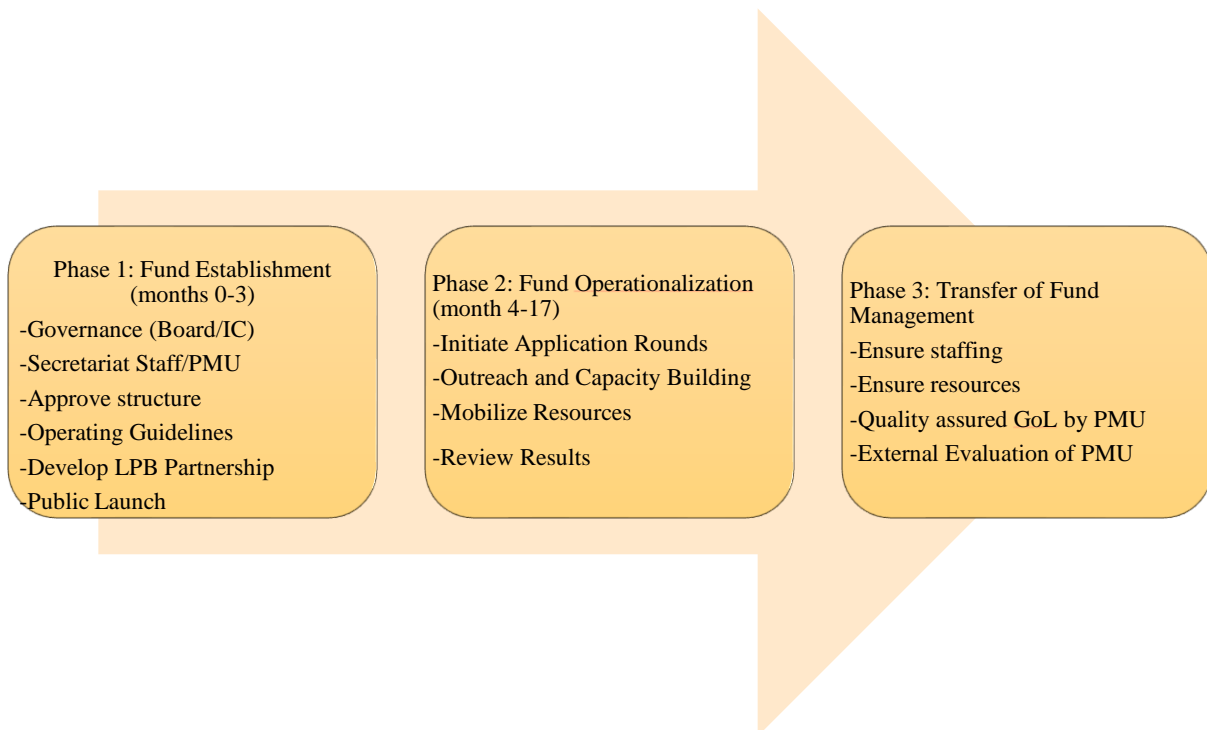 Phase 1: Fund Establishment
(months 0-3)
-Governance (Board/IC)
-Secretariat Staff/PMU
-Approve structure
-Operating Guidelines
-Develop LPB Partnership
-Public Launch
Phase 2: Fund Operationalization
(month 4-17)
-Initiate Application Rounds
-Outreach and Capacity Building
-Mobilize Resources
-Review Results
Phase 3: Transfer of Fund
Management
-Ensure staffing
-Ensure resources
-Quality assured GoL by PMU
-External Evaluation of PMU